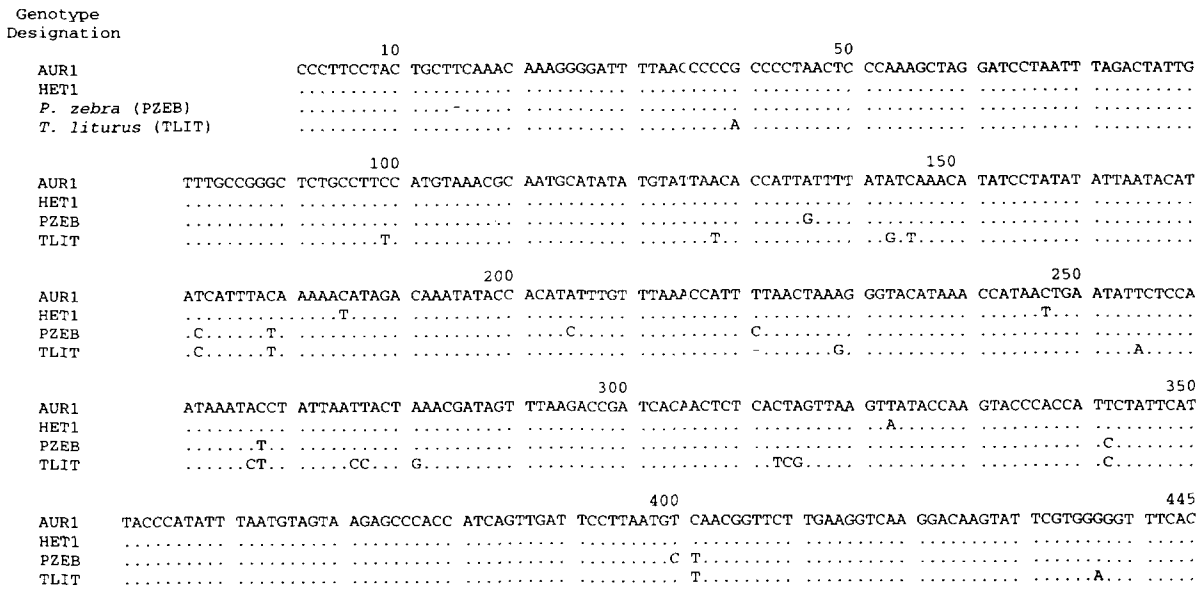 Genotype
Designation
10 50
AUR1 CCCTTCCTAC TGCTTCAAAC AAAGGGGATT TTAACCCCCG CCCCTAACTC CCAAAGCTAG GATCCTAATT TAGACTATTG
HET1 .......... .......... .......... .......... .......... .......... .......... ..........
P. zebra (PZEB) .......... ....-..... .......... .......... .......... .......... .......... ..........
T. liturus (TLIT) .......... .......... .......... .........A .......... .......... .......... ..........
100 150
AUR1 TTTGCCGGGC TCTGCCTTCC ATGTAAACGC AATGCATATA TGTATTAACA CCATTATTTT ATATCAAACA TATCCTATAT ATTAATACAT
HET1 .......... .......... .......... .......... .......... .......... .......... .......... ..........
PZEB .......... .......... .......... .......... .......... .....G.... .......... .......... ..........
TLIT .......... ........T. .......... .......... ........T. .......... ..G.T..... .......... ..........
200 250
AUR1 ATCATTTACA AAAACATAGA CAAATATACC ACATATTTGT TTAAACCATT TTAACTAAAG GGTACATAAA CCATAACTGA ATATTCTCCA
HET1 .......... ....T..... .......... .......... .......... .......... .......... ......T... ..........
PZEB .C......T. .......... .......... .....C.... .......... C......... .......... .......... ..........
TLIT .C......T. .......... .......... .......... .......... -.......G. .......... .......... .....A....
300 350
AUR1 ATAAATACCT ATTAATTACT AAACGATAGT TTAAGACCGA TCACAACTCT CACTAGTTAA GTTATACCAA GTACCCACCA TTCTATTCAT
HET1 .......... .......... .......... .......... .......... .......... ..A....... .......... ..........
PZEB .......T.. .......... .......... .......... .......... .......... .......... .......... .C........
TLIT ......CT.. .....CC... .G........ .......... .......... ..TCG..... .......... .......... .C........
400 445
AUR1 TACCCATATT TAATGTAGTA AGAGCCCACC ATCAGTTGAT TCCTTAATGT CAACGGTTCT TGAAGGTCAA GGACAAGTAT TCGTGGGGGT TTCAC
HET1 .......... .......... .......... .......... .......... .......... .......... .......... .......... .....
PZEB .......... .......... .......... .......... .........C T......... .......... .......... .......... .....
TLIT .......... .......... .......... .......... .......... T......... .......... .......... ......A... .....